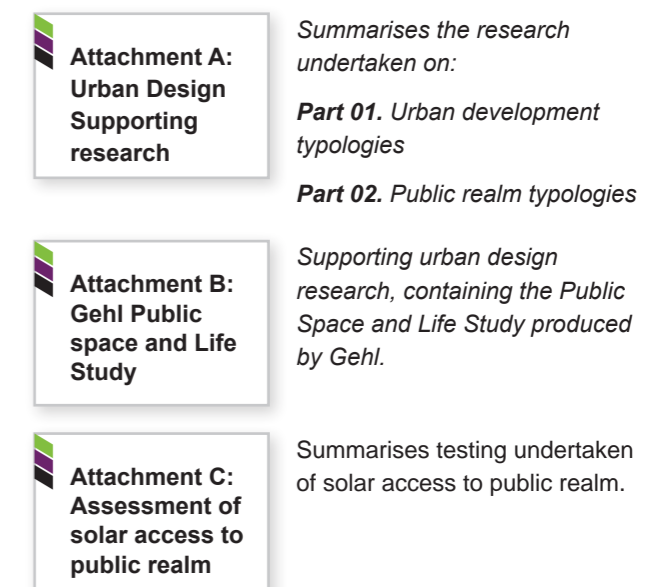 Attachment A:
Urban Design
Supporting
research
Summarises the research
undertaken on:
Part 01. Urban development
typologies
Part 02. Public realm typologies
Attachment B:
Gehl Public
space and Life
Study
Supporting urban design
research, containing the Public
Space and Life Study produced
by Gehl.
Attachment C:
Assessment of
solar access to
public realm
Summarises testing undertaken
of solar access to public realm.